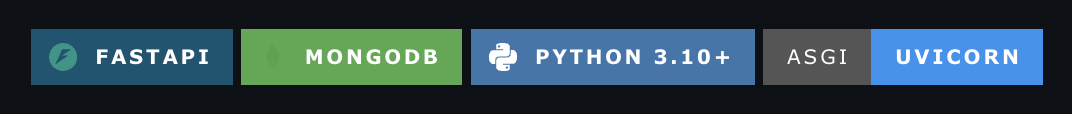 FASTAPI MONGODB PYTHON 3.10+ ASGI UVICORN